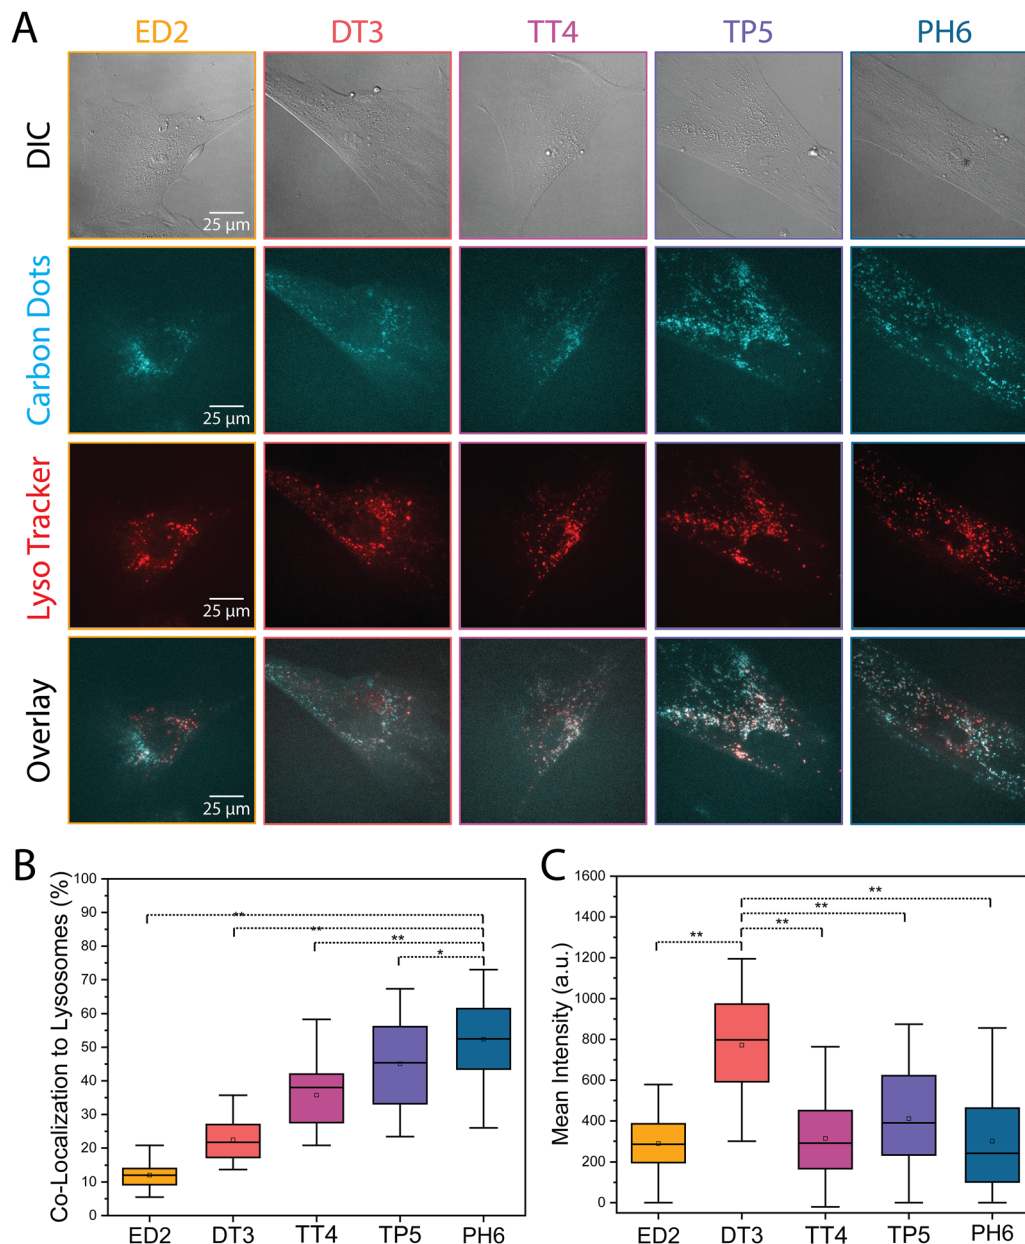 A
ED2 DT3 TT4 TP5 PH6
DIC
25 µm
Carbon Dots
25 µm
Lyso Tracker
25 µm
Overlay
25 µm
B
Co-Localization to Lysosomes (%)
100
90
80
70
60
50
40
30
20
10
0
**
**
**
*
ED2 DT3 TT4 TP5 PH6
C
Mean Intensity (a.u.)
1600
1400
1200
1000
800
600
400
200
0
**
**
**
**
ED2 DT3 TT4 TP5 PH6